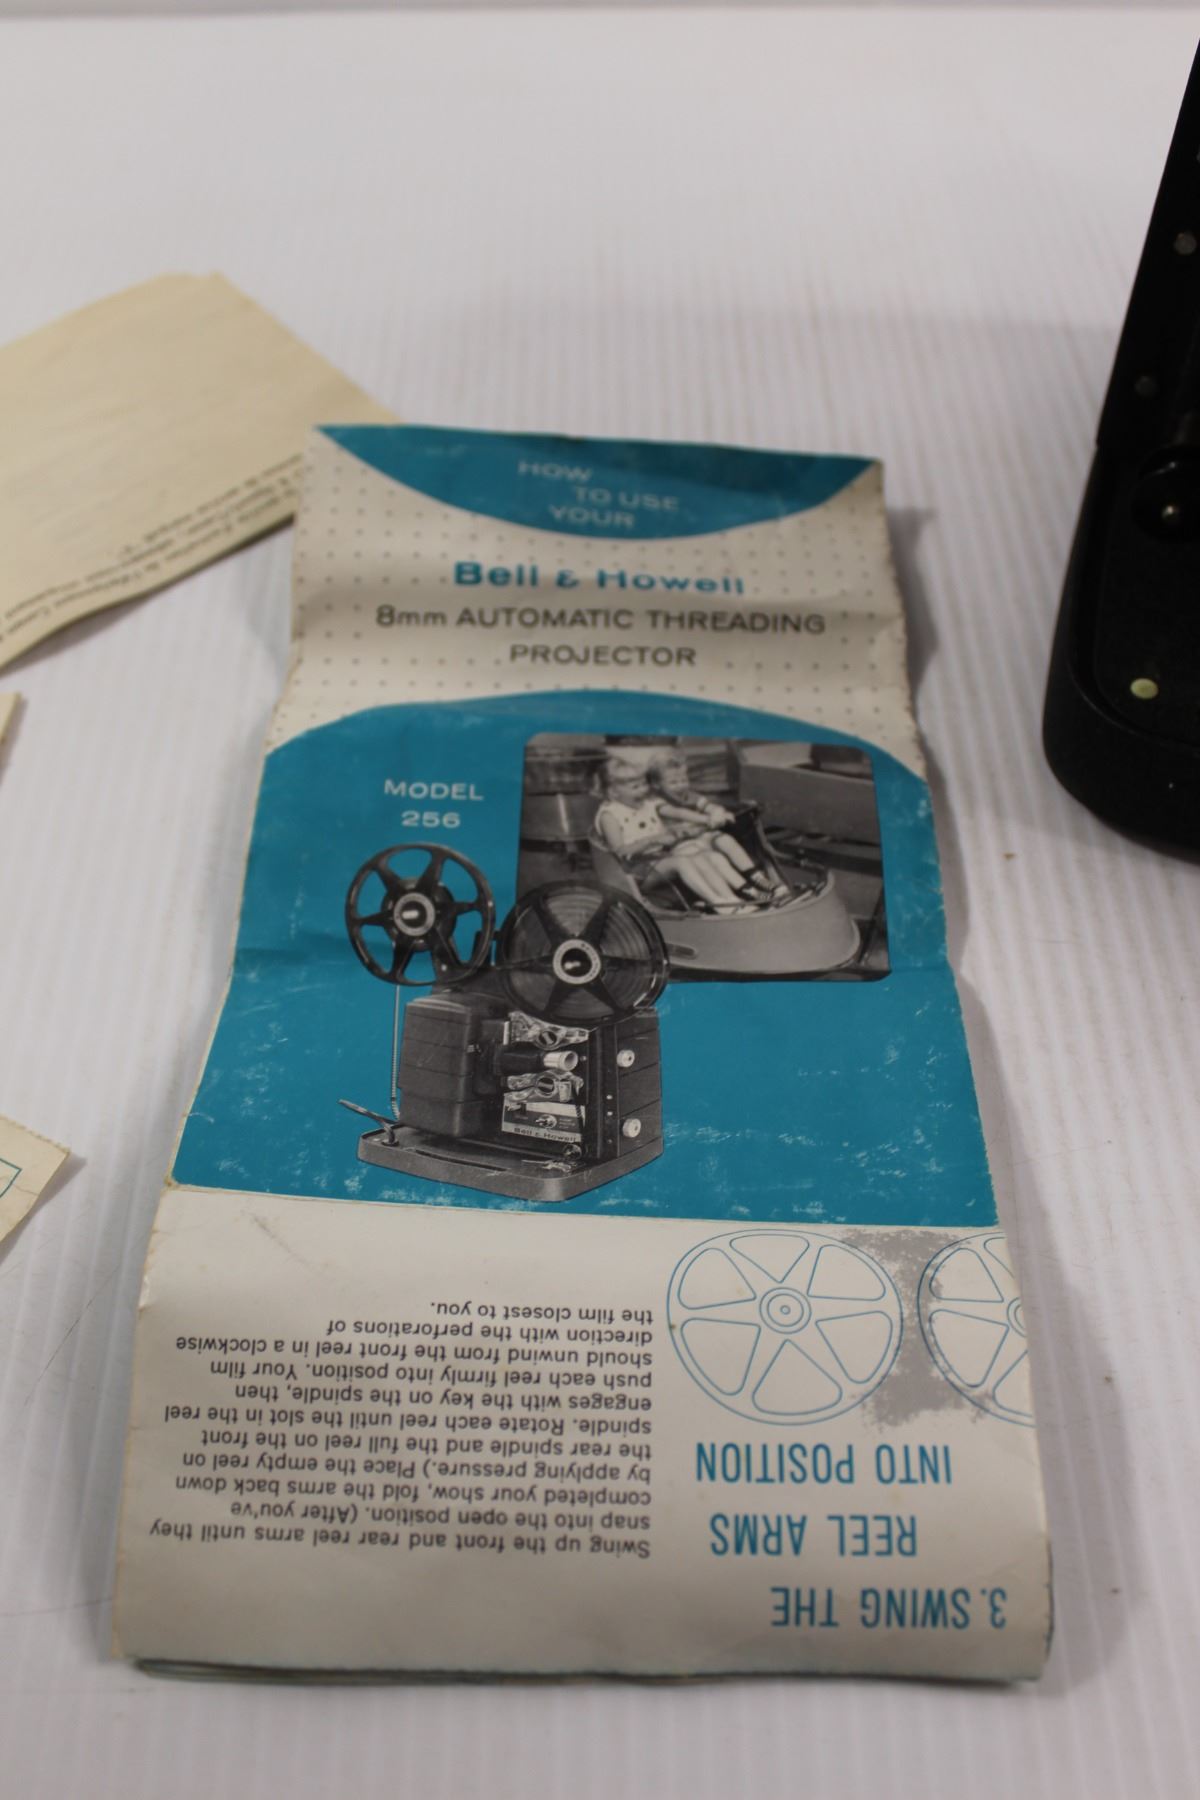 HOW
TO USE
YOUR
Bell & Howell
8mm AUTOMATIC THREADING
PROJECTOR
MODEL
256
Bell & Howell
3. SWING THE
REEL ARMS
INTO POSITION
Swing up the front and rear reel arms until they
snap into the open position. (After you've
completed your show, fold the arms back down
by applying pressure.) Place the empty reel on
the rear spindle and the full reel on the front
spindle. Rotate each reel until the slot in the reel
engages with the key on the spindle, then
push each reel firmly into position. Your film
should unwind from the front reel in a clockwise
direction with the perforations of
the film closest to you.